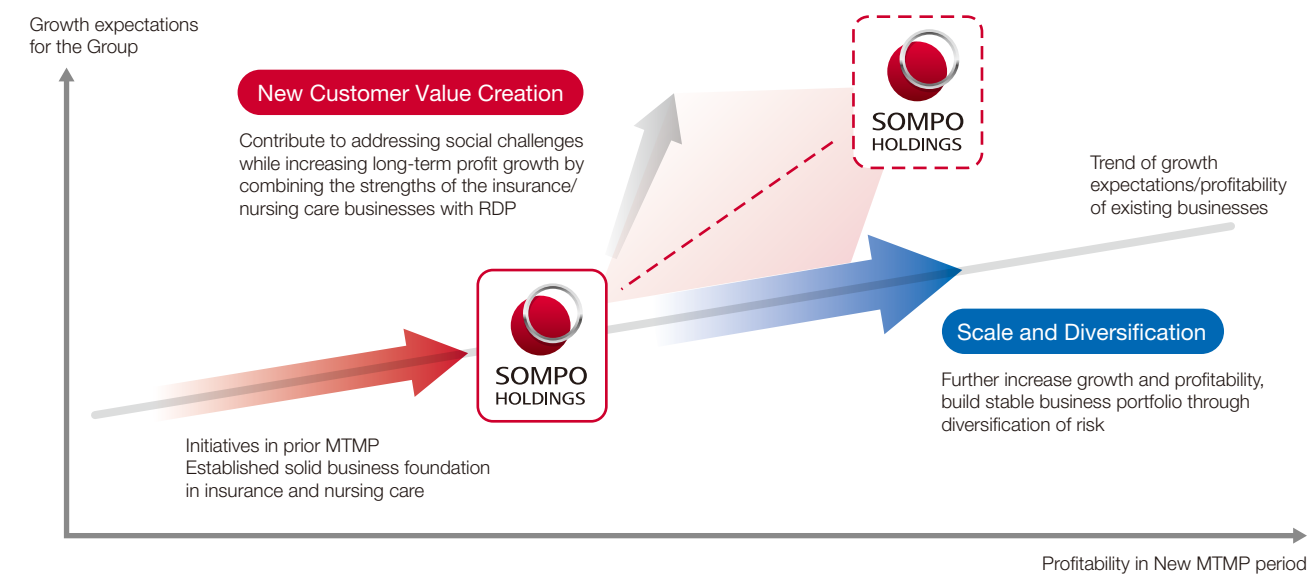 Growth expectations
for the Group
New Customer Value Creation
Contribute to addressing social challenges
while increasing long-term profit growth by
combining the strengths of the insurance/
nursing care businesses with RDP
SOMPO
HOLDINGS
Trend of growth
expectations/profitability
of existing businesses
SOMPO
HOLDINGS
Scale and Diversification
Further increase growth and profitability,
build stable business portfolio through
diversification of risk
Initiatives in prior MTMP
Established solid business foundation
in insurance and nursing care
Profitability in New MTMP period